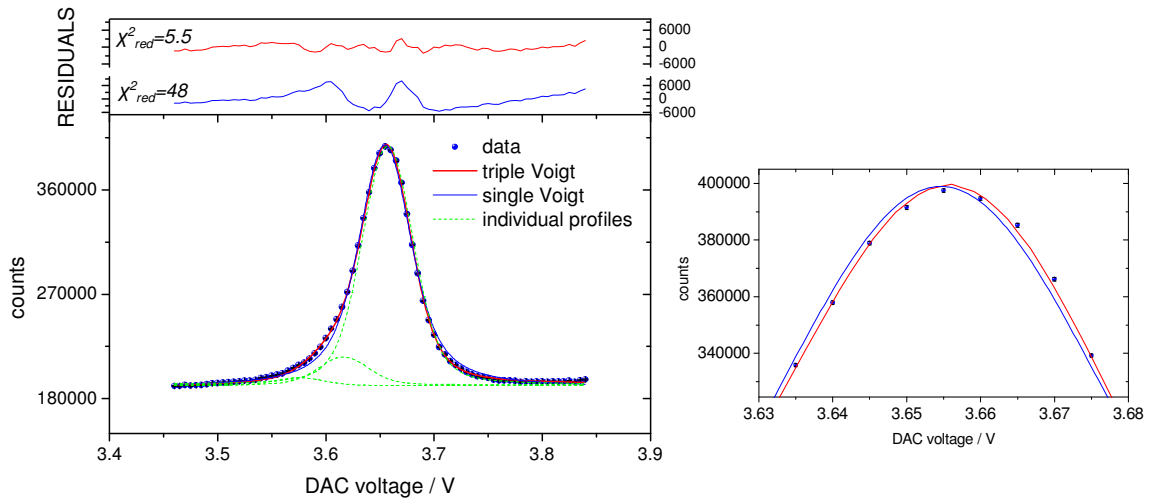 RESIDUALS
χ²red=5.5
6000
0
-6000
χ²red=48
6000
0
-6000
data
triple Voigt
single Voigt
individual profiles
360000
270000
180000
counts
3.4 3.5 3.6 3.7 3.8 3.9
DAC voltage / V
400000
380000
360000
340000
counts
3.63 3.64 3.65 3.66 3.67 3.68
DAC voltage / V